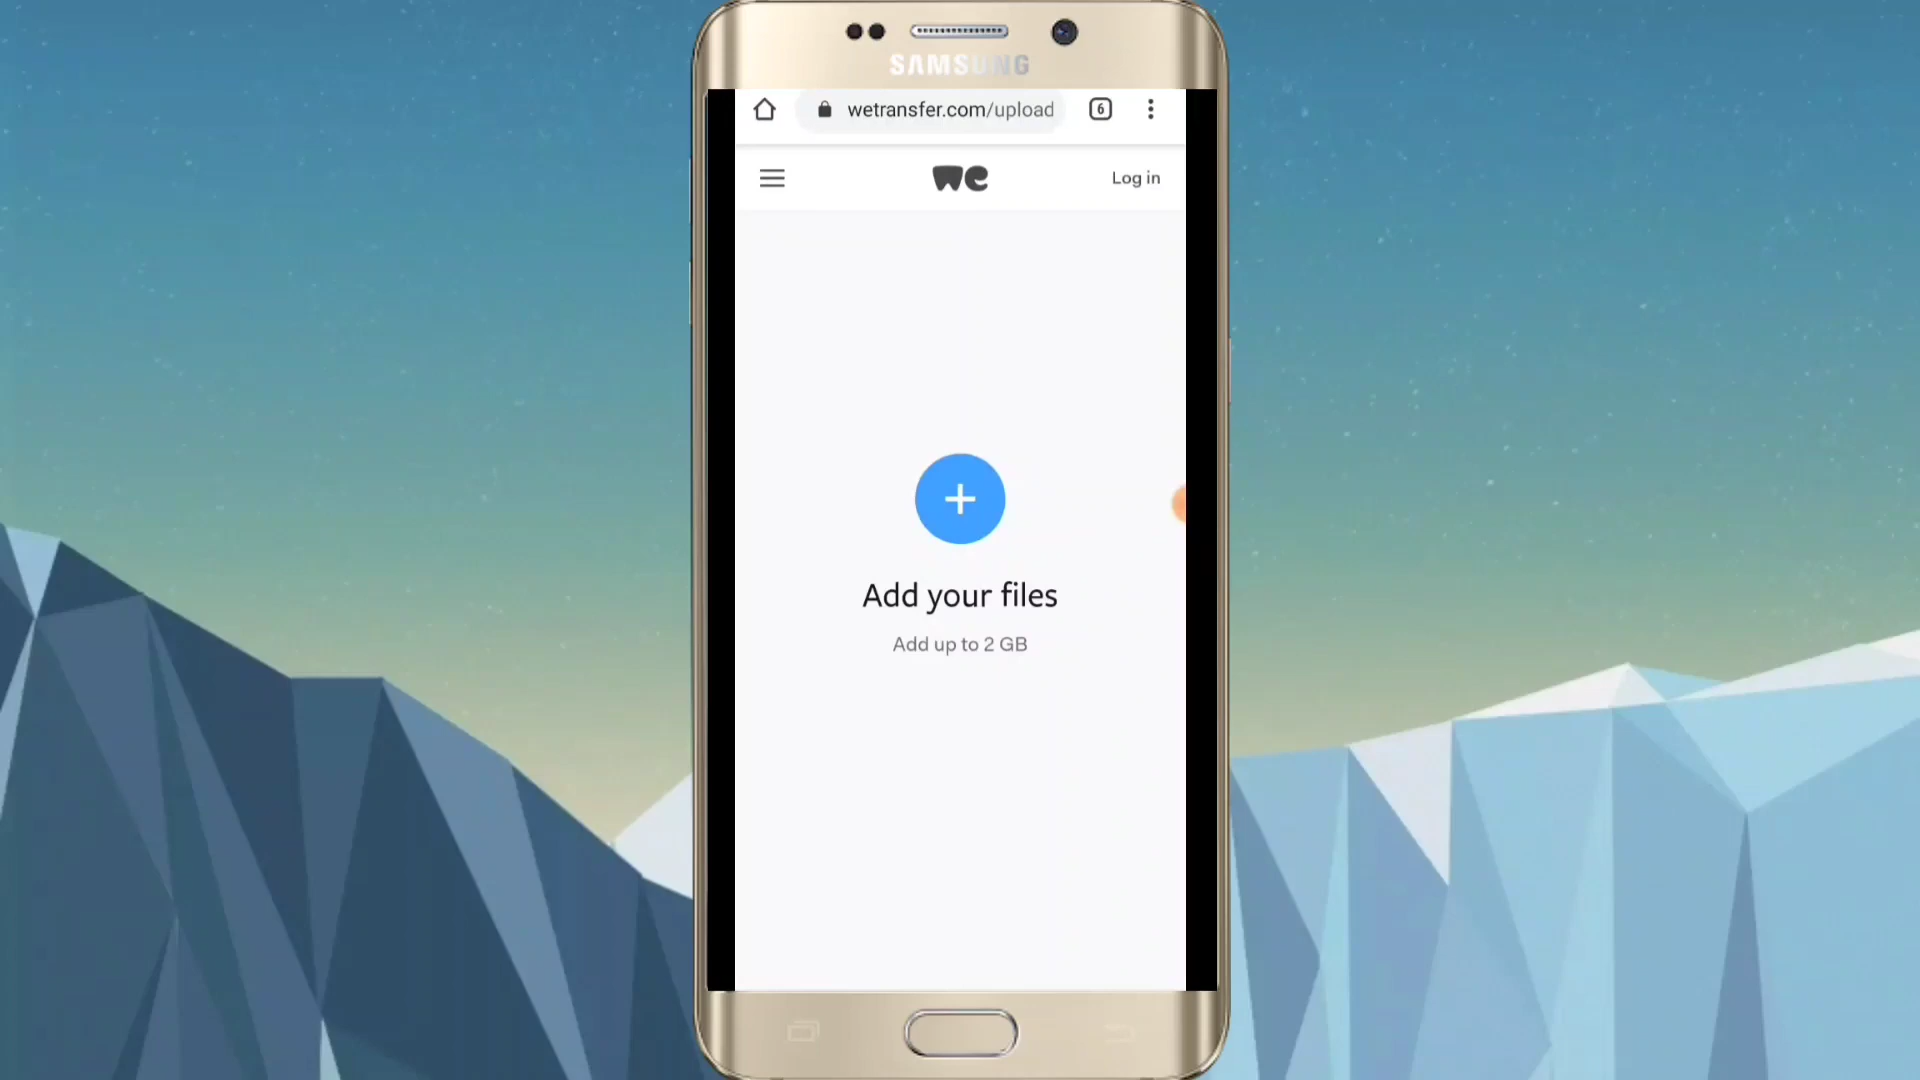 SAMSUNG
wetransfer.com/upload
6
we
Log in
Add your files
Add up to 2 GB